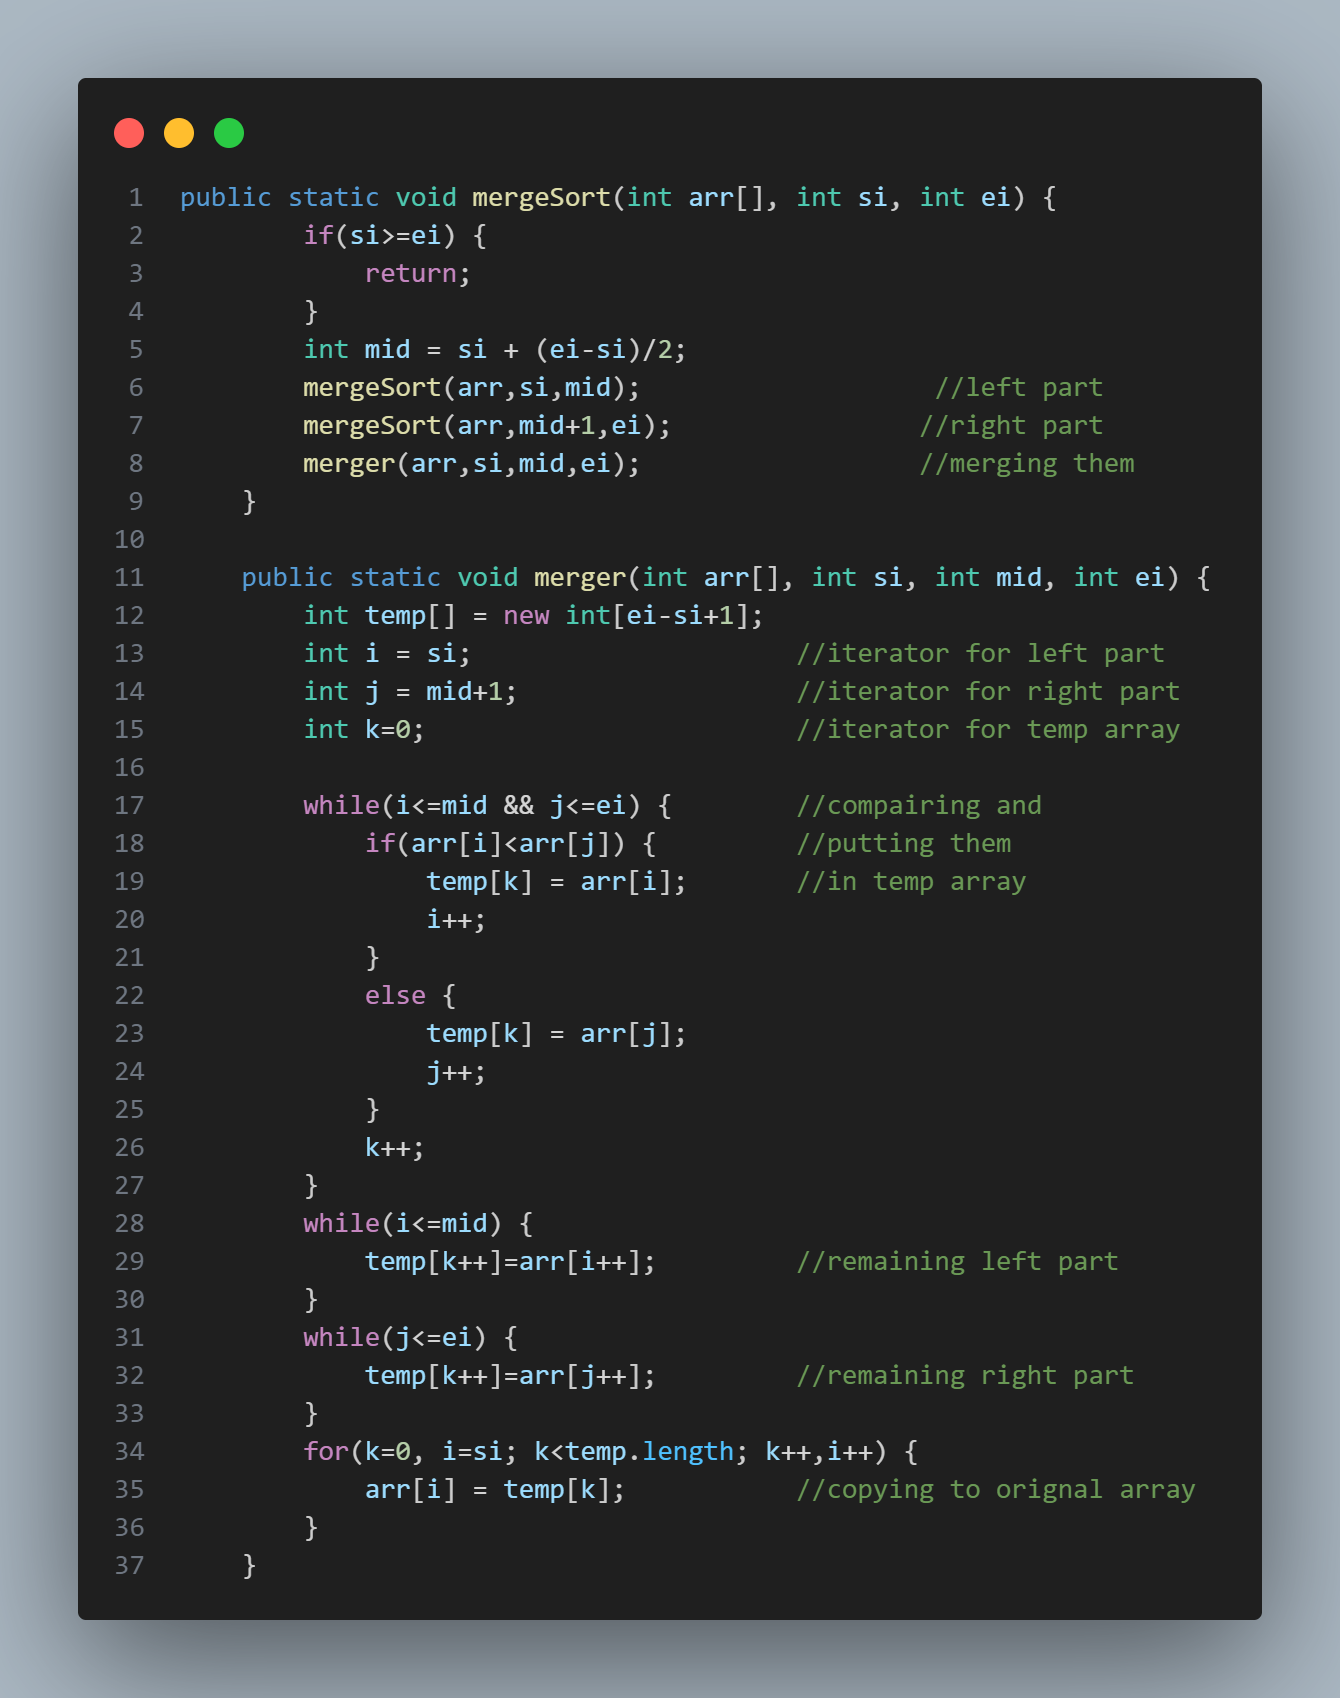 1 public static void mergeSort(int arr[], int si, int ei) {
2         if(si>=ei) {
3             return;
4         }
5         int mid = si + (ei-si)/2;
6         mergeSort(arr,si,mid);                   //left part
7         mergeSort(arr,mid+1,ei);                //right part
8         merger(arr,si,mid,ei);                  //merging them
9     }
10
11     public static void merger(int arr[], int si, int mid, int ei) {
12         int temp[] = new int[ei-si+1];
13         int i = si;                     //iterator for left part
14         int j = mid+1;                  //iterator for right part
15         int k=0;                        //iterator for temp array
16
17         while(i<=mid && j<=ei) {        //compairing and
18             if(arr[i]<arr[j]) {         //putting them
19                 temp[k] = arr[i];       //in temp array
20                 i++;
21             }
22             else {
23                 temp[k] = arr[j];
24                 j++;
25             }
26             k++;
27         }
28         while(i<=mid) {
29             temp[k++]=arr[i++];         //remaining left part
30         }
31         while(j<=ei) {
32             temp[k++]=arr[j++];         //remaining right part
33         }
34         for(k=0, i=si; k<temp.length; k++,i++) {
35             arr[i] = temp[k];           //copying to orignal array
36         }
37     }